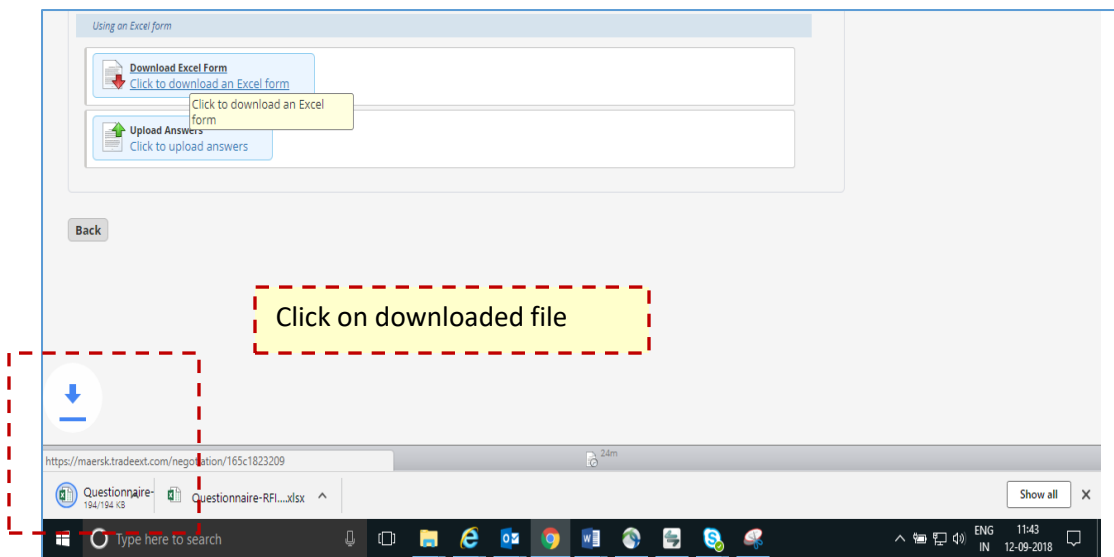 Using an Excel form
Download Excel Form
Click to download an Excel form
Click to download an Excel
form
Upload Answers
Click to upload answers
Back
Click on downloaded file
https://maersk.tradeext.com/negotiation/165c1823209
24m
Questionnaire-
194/194 KB
Questionnaire-RFI....xlsx
Show all
Type here to search
ENG
IN
11:43
12-09-2018